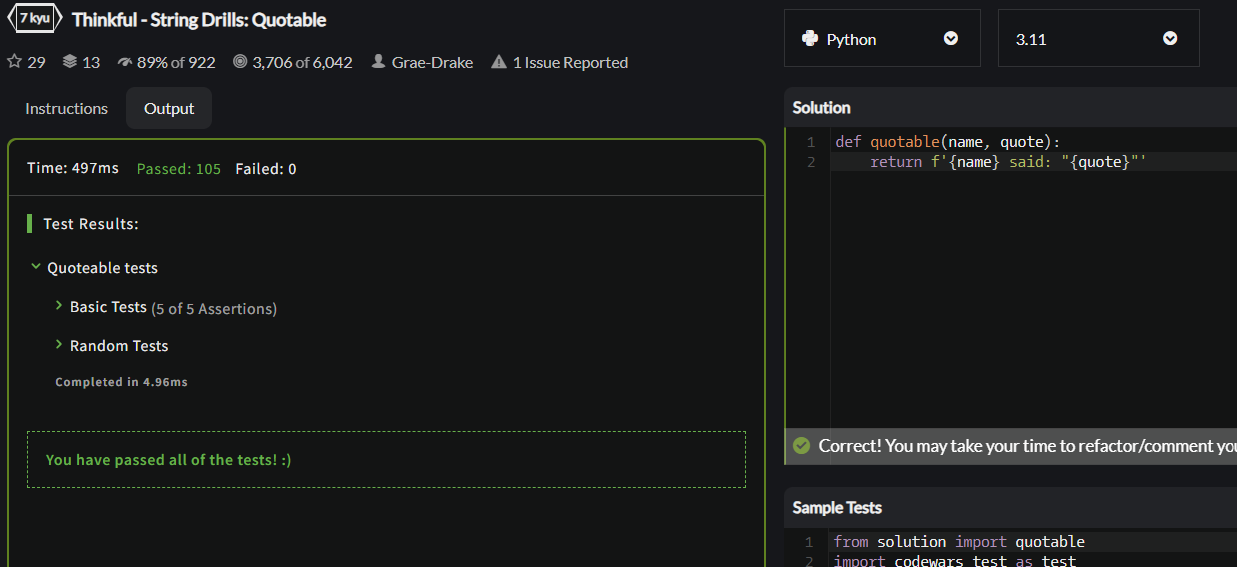 7 kyu Thinkful - String Drills: Quotable
29 13 89% of 922 3,706 of 6,042 Grae-Drake 1 Issue Reported
Instructions Output
Time: 497ms Passed: 105 Failed: 0
Test Results:
Quoteable tests
Basic Tests (5 of 5 Assertions)
Random Tests
Completed in 4.96ms
You have passed all of the tests! :)
Python 3.11
Solution
1 def quotable(name, quote):
2 return f'{name} said: "{quote}"'
Correct! You may take your time to refactor/comment you
Sample Tests
1 from solution import quotable
2 import codewars_test as test